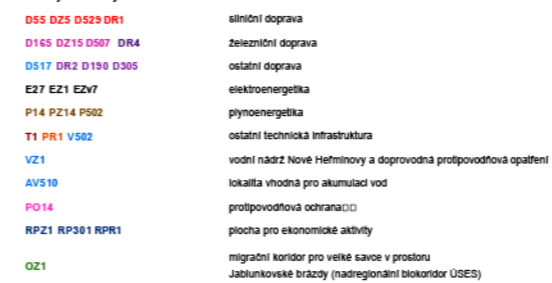 D55 DZ5 D529 DR1 silniční doprava
D165 DZ15 D507 DR4 železniční doprava
D517 DR2 D190 D305 ostatní doprava
E27 EZ1 EZv7 elektroenergetika
P14 PZ14 P502 plynoenergetika
T1 PR1 V502 ostatní technická infrastruktura
VZ1 vodní nádrž Nové Heřminovy a doprovodná protipovodňová opatření
AV510 lokalita vhodná pro akumulaci vod
PO14 protipovodňová ochrana□□
RPZ1 RP301 RPR1 plocha pro ekonomické aktivity
OZ1 migrační koridor pro velké savce v prostoru
Jablunkovské brázdy (nadregionální biokoridor ÚSES)